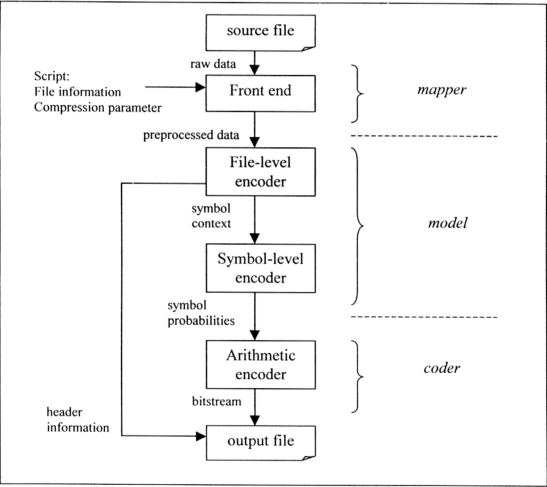 source file
raw data
Script:
File information
Compression parameter
Front end
mapper
preprocessed data
File-level
encoder
symbol
context
model
Symbol-level
encoder
symbol
probabilities
Arithmetic
encoder
coder
bitstream
header
information
output file